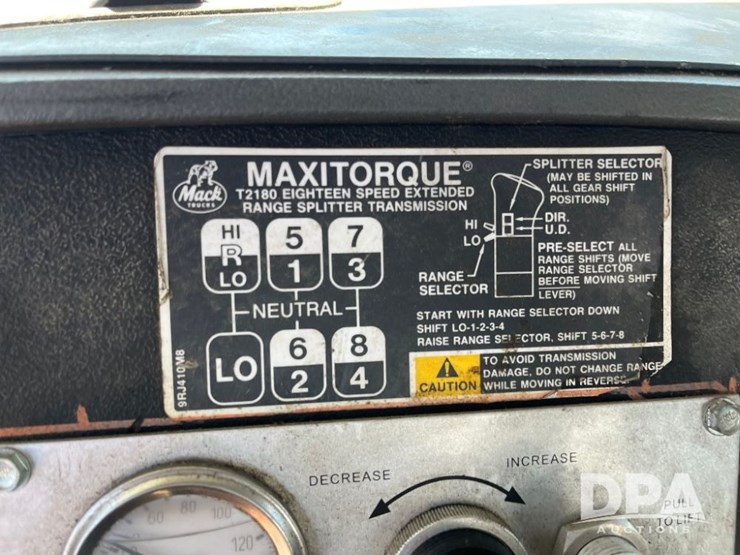 MAXITORQUE®
T2180 EIGHTEEN SPEED EXTENDED
RANGE SPLITTER TRANSMISSION
Mack
TRUCKS
HI
R
LO
5
1
7
3
NEUTRAL
LO
6
2
8
4
9RJ410M8
SPLITTER SELECTOR
(MAY BE SHIFTED IN
ALL GEAR SHIFT
POSITIONS)
HI
LO
DIR.
U.D.
RANGE
SELECTOR
PRE-SELECT ALL
RANGE SHIFTS (MOVE
RANGE SELECTOR
BEFORE MOVING SHIFT
LEVER)
START WITH RANGE SELECTOR DOWN
SHIFT LO-1-2-3-4
RAISE RANGE SELECTOR, SHIFT 5-6-7-8
CAUTION
TO AVOID TRANSMISSION
DAMAGE, DO NOT CHANGE RANGE
WHILE MOVING IN REVERSE
DECREASE
INCREASE
60
80
100
120
PULL
TO LIFT
DPA
AUCTIONS